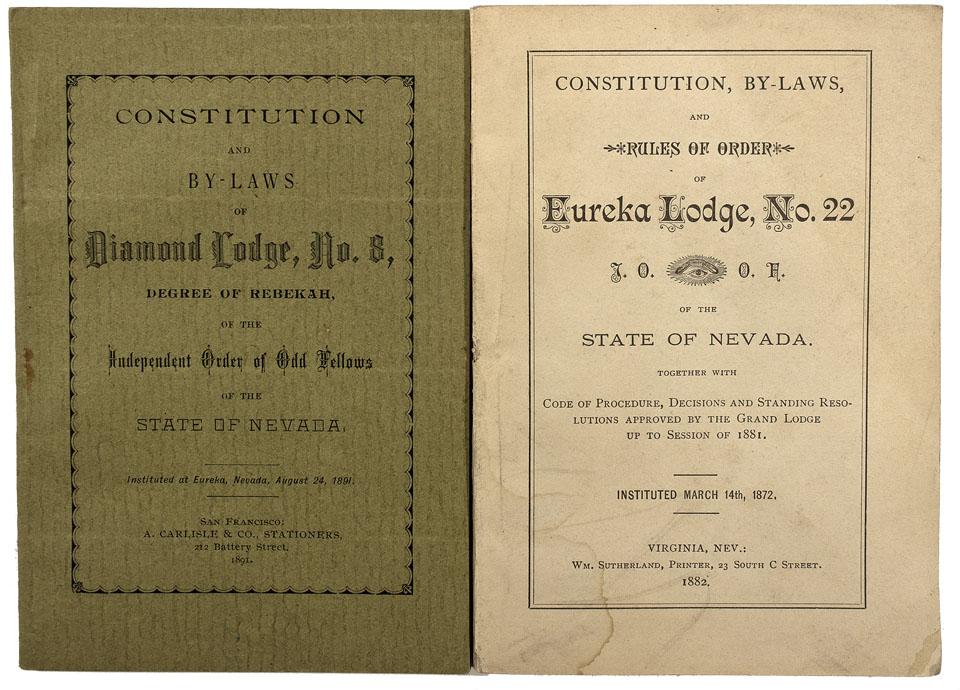 CONSTITUTION
AND
BY-LAWS
OF
Diamond Lodge, No. 8,
DEGREE OF REBEKAH,
OF THE
Independent Order of Odd Fellows
OF THE
STATE OF NEVADA,
Instituted at Eureka, Nevada, August 24, 1891.
SAN FRANCISCO:
A. CARLISLE & CO., STATIONERS,
212 Battery Street.
1891.
CONSTITUTION, BY-LAWS,
AND
RULES OF ORDER
OF
Eureka Lodge, No. 22
I. O. O. F.
OF THE
STATE OF NEVADA.
TOGETHER WITH
CODE OF PROCEDURE, DECISIONS AND STANDING RESO-
LUTIONS APPROVED BY THE GRAND LODGE
UP TO SESSION OF 1881.
INSTITUTED MARCH 14th, 1872.
VIRGINIA, NEV.:
WM. SUTHERLAND, PRINTER, 23 SOUTH C STREET.
1882.